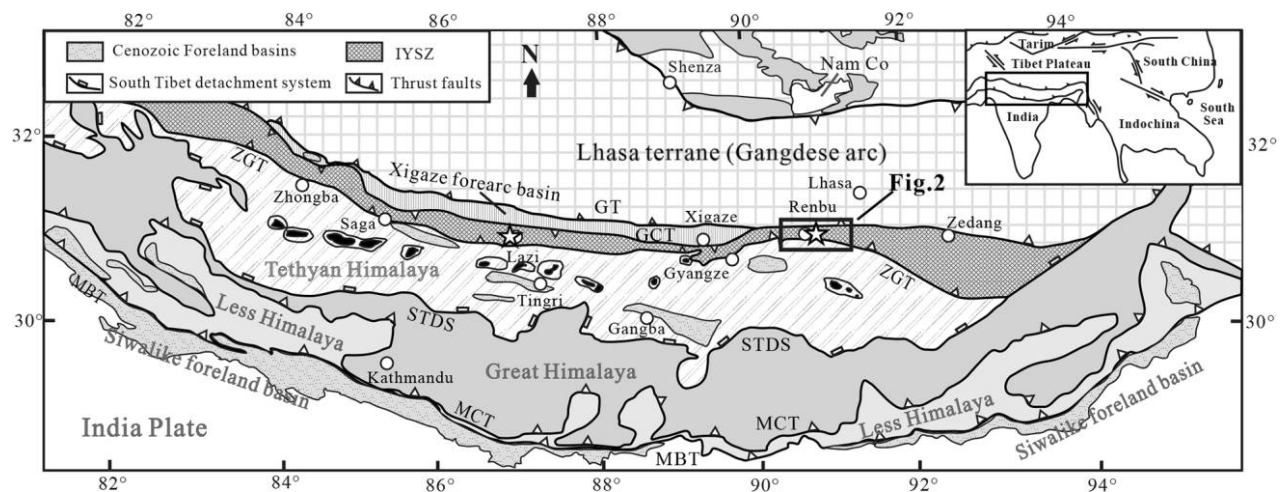 82°
84°
86°
88°
90°
92°
94°
Cenozoic Foreland basins
IYSZ
South Tibet detachment system
Thrust faults
N
Shenza
Nam Co
Tarim
Tibet Plateau
South China
South
Sea
India
Indochina
32°
32°
Lhasa terrane (Gangdese arc)
ZGT
Xigaze forearc basin
Lhasa
Fig.2
Zhongba
GT
Xigaze
Renbu
Zedang
Saga
GCT
Lazi
Gyangze
ZGT
Tethyan Himalaya
Tingri
MBT
Less Himalaya
STDS
Gangba
30°
30°
STDS
Siwalike foreland basin
Kathmandu
Great Himalaya
MCT
MCT
Less Himalaya
Siwalike foreland basin
India Plate
MBT
82°
84°
86°
88°
90°
92°
94°